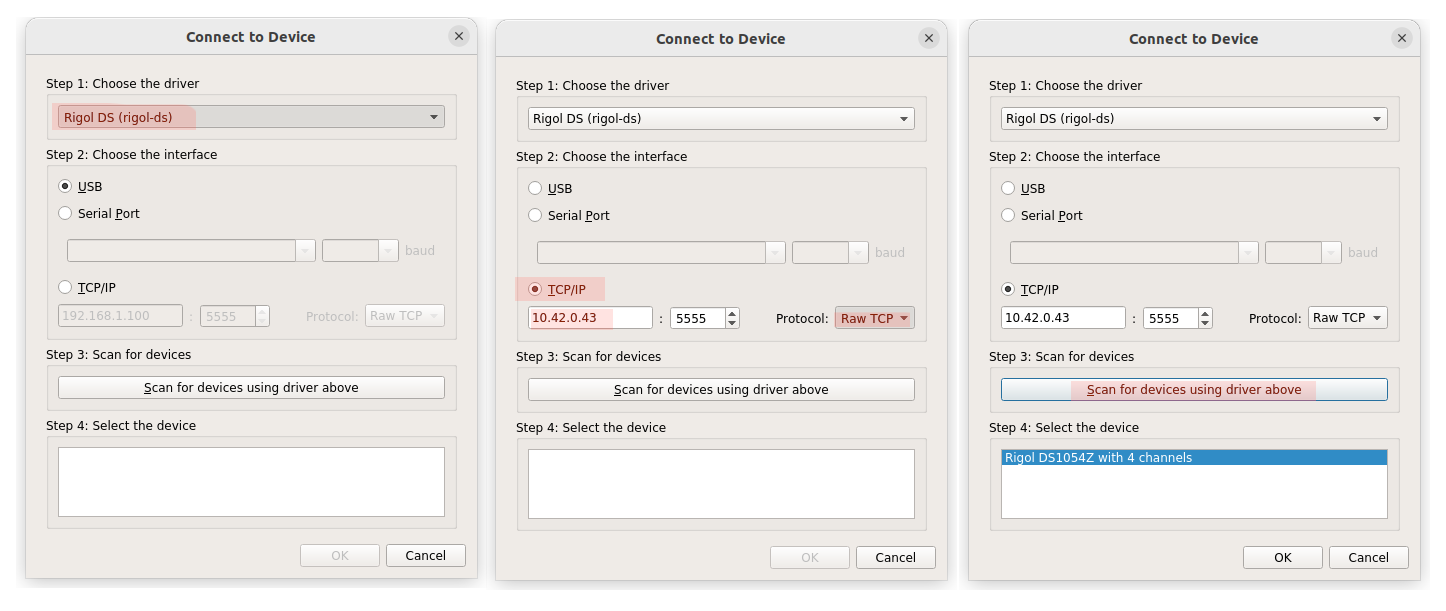 Connect to Device
Step 1: Choose the driver
Rigol DS (rigol-ds)
Step 2: Choose the interface
USB
Serial Port
baud
TCP/IP
192.168.1.100 : 5555 Protocol: Raw TCP
Step 3: Scan for devices
Scan for devices using driver above
Step 4: Select the device
OK Cancel
Connect to Device
Step 1: Choose the driver
Rigol DS (rigol-ds)
Step 2: Choose the interface
USB
Serial Port
baud
TCP/IP
10.42.0.43 : 5555 Protocol: Raw TCP
Step 3: Scan for devices
Scan for devices using driver above
Step 4: Select the device
OK Cancel
Connect to Device
Step 1: Choose the driver
Rigol DS (rigol-ds)
Step 2: Choose the interface
USB
Serial Port
baud
TCP/IP
10.42.0.43 : 5555 Protocol: Raw TCP
Step 3: Scan for devices
Scan for devices using driver above
Step 4: Select the device
Rigol DS1054Z with 4 channels
OK Cancel